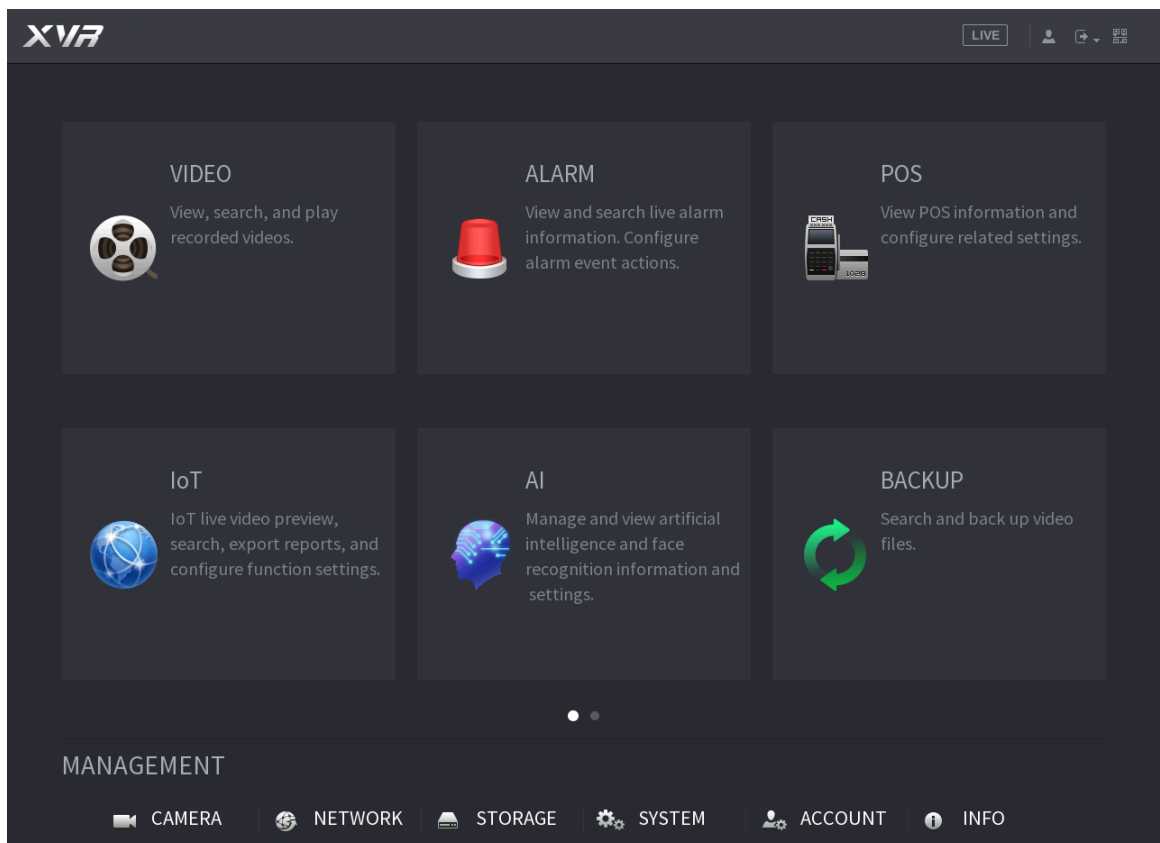 XVR
LIVE
VIDEO
View, search, and play
recorded videos.
ALARM
View and search live alarm
information. Configure
alarm event actions.
POS
View POS information and
configure related settings.
CASH
1028
IoT
IoT live video preview,
search, export reports, and
configure function settings.
AI
Manage and view artificial
intelligence and face
recognition information and
settings.
BACKUP
Search and back up video
files.
MANAGEMENT
CAMERA
NETWORK
STORAGE
SYSTEM
ACCOUNT
INFO